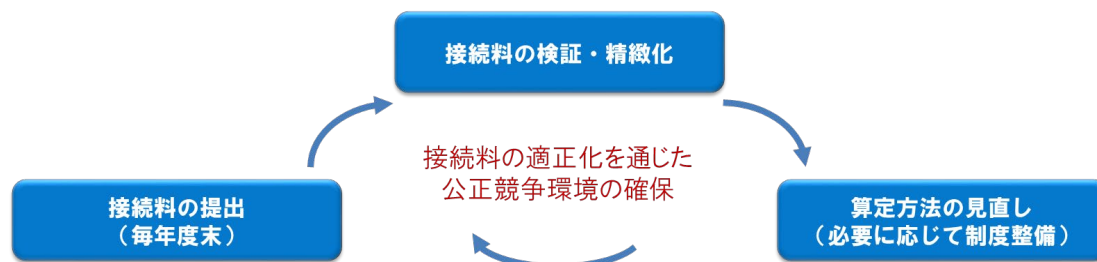 接続料の検証・精緻化
接続料の適正化を通じた
公正競争環境の確保
接続料の提出
（毎年度末）
算定方法の見直し
（必要に応じて制度整備）